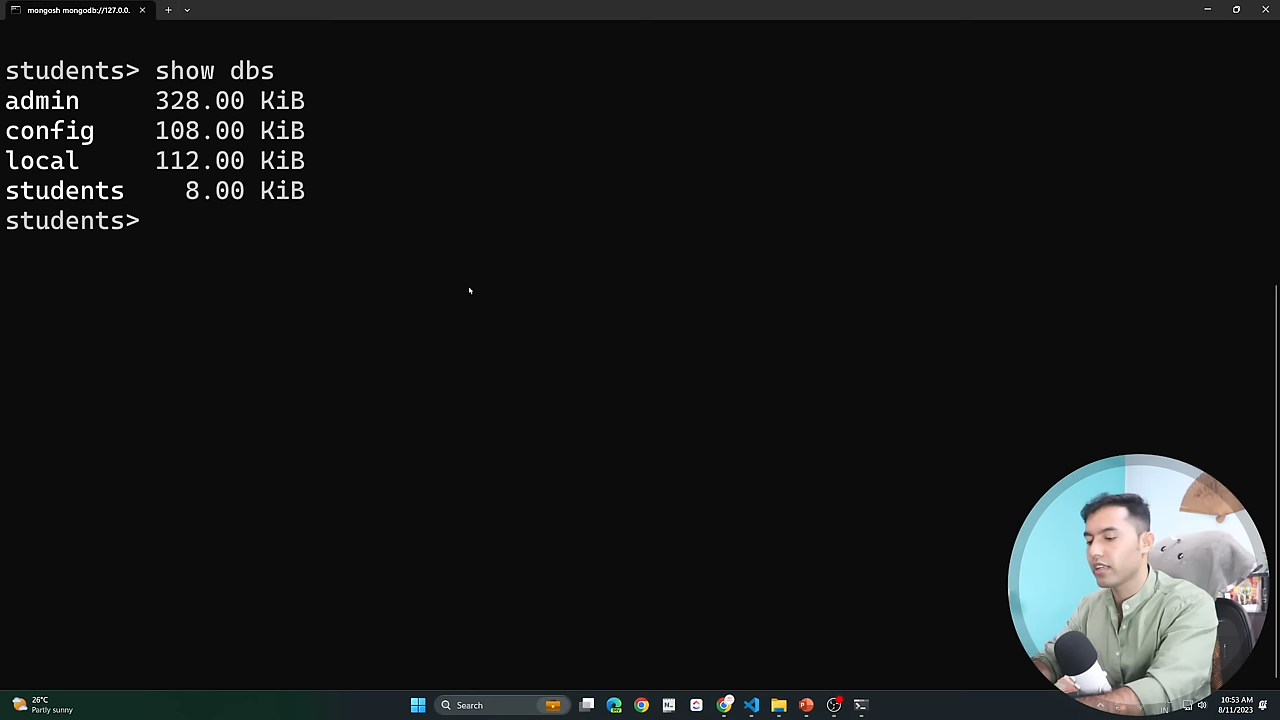 mongosh mongodb://127.0.0.
students> show dbs
admin 328.00 KiB
config 108.00 KiB
local 112.00 KiB
students 8.00 KiB
students>
26°C
Partly sunny
Search
IN
10:53 AM
8/11/2023